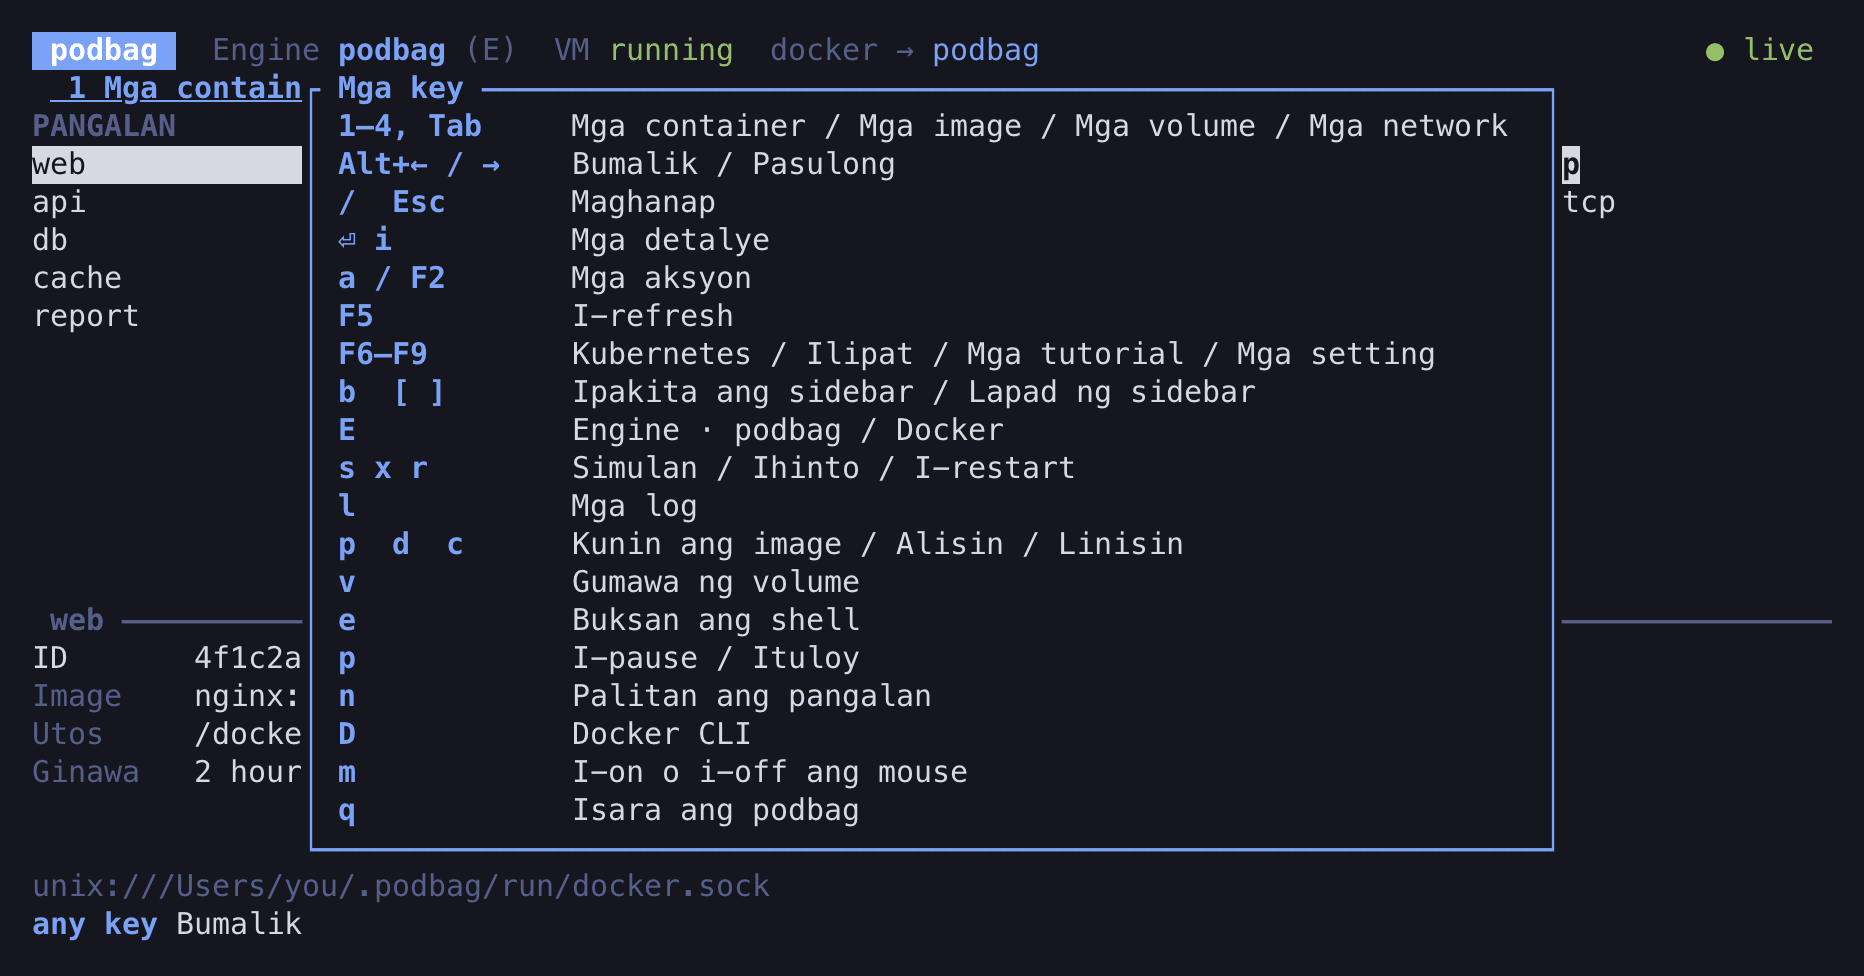 podbag Engine podbag (E) VM running docker → podbag ● live
1 Mga contain Mga key
PANGALAN 1–4, Tab Mga container / Mga image / Mga volume / Mga network
web Alt+← / → Bumalik / Pasulong p
api / Esc Maghanap tcp
db ⏎ i Mga detalye
cache a / F2 Mga aksyon
report F5 I-refresh
F6–F9 Kubernetes / Ilipat / Mga tutorial / Mga setting
b [ ] Ipakita ang sidebar / Lapad ng sidebar
E Engine · podbag / Docker
s x r Simulan / Ihinto / I-restart
l Mga log
p d c Kunin ang image / Alisin / Linisin
v Gumawa ng volume
web e Buksan ang shell
ID 4f1c2a p I-pause / Ituloy
Image nginx: n Palitan ang pangalan
Utos /docke D Docker CLI
Ginawa 2 hour m I-on o i-off ang mouse
q Isara ang podbag
unix:///Users/you/.podbag/run/docker.sock
any key Bumalik